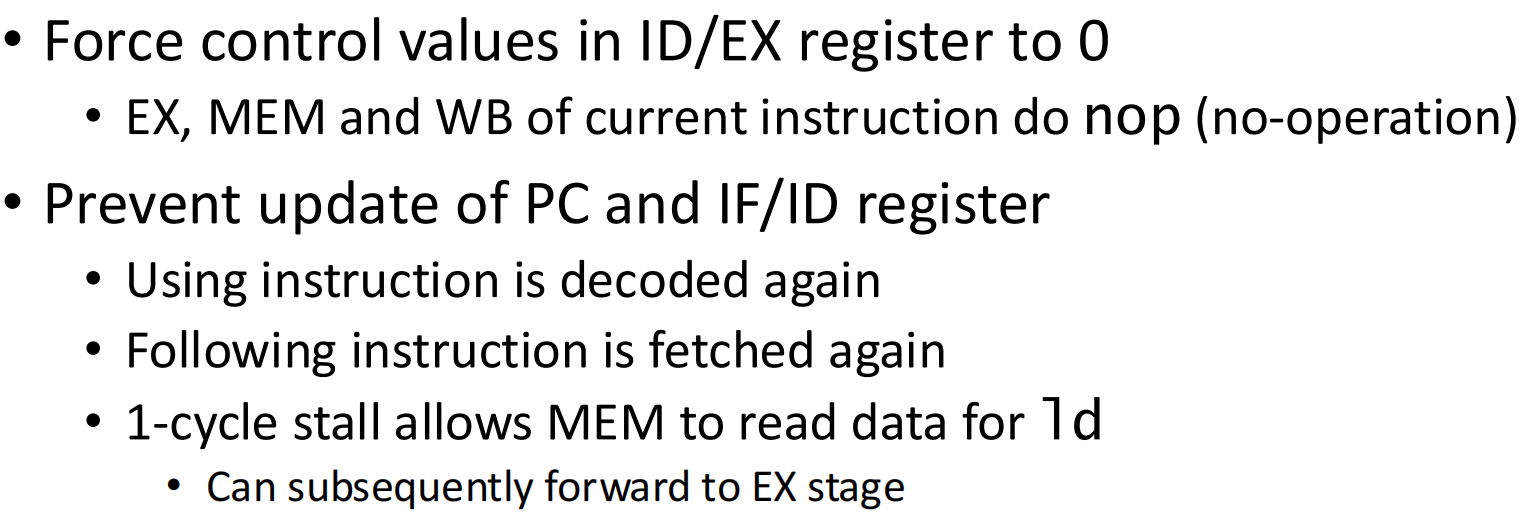 • Force control values in ID/EX register to 0
• EX, MEM and WB of current instruction do nop (no-operation)
• Prevent update of PC and IF/ID register
• Using instruction is decoded again
• Following instruction is fetched again
• 1-cycle stall allows MEM to read data for ld
• Can subsequently forward to EX stage